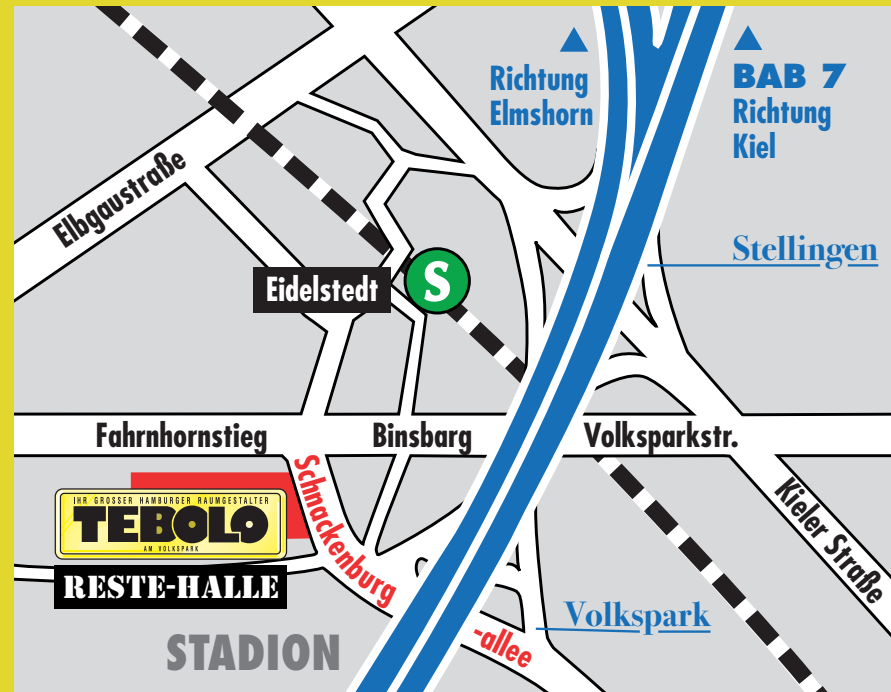 Richtung
Elmshorn
BAB 7
Richtung
Kiel
Elbgaustraße
Stellingen
Eidelstedt
S
Fahrnhornstieg
Binsbarg
Volksparkstr.
Schnackenburg
-allee
Kieler Straße
IHR GROSSER HAMBURGER RAUMGESTALTER
TEBOLO
AM VOLKSPARK
RESTE-HALLE
Volkspark
STADION